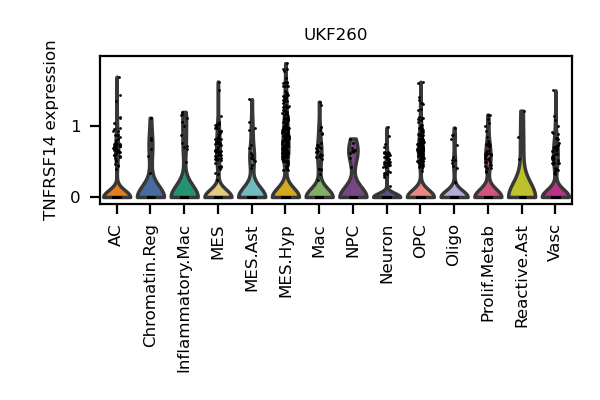 UKF260
TNFRSF14 expression
1
0
AC
Chromatin.Reg
Inflammatory.Mac
MES
MES.Ast
MES.Hyp
Mac
NPC
Neuron
OPC
Oligo
Prolif.Metab
Reactive.Ast
Vasc